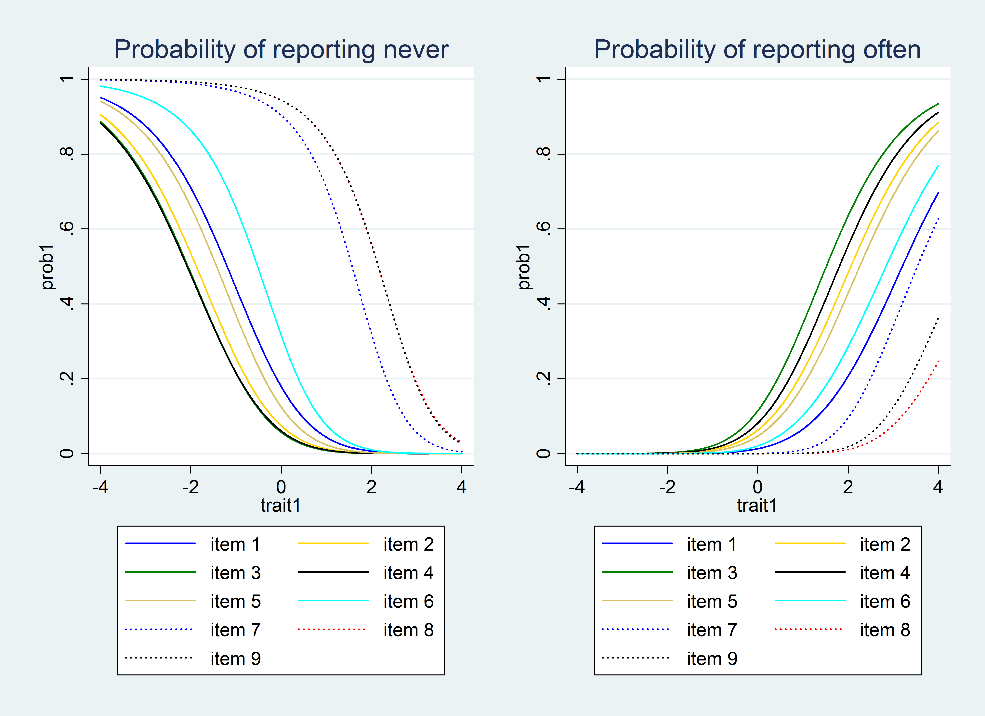 Probability of reporting never
prob1
1
.8
.6
.4
.2
0
-4 -2 0 2 4
trait1
item 1 item 2
item 3 item 4
item 5 item 6
item 7 item 8
item 9
Probability of reporting often
prob1
1
.8
.6
.4
.2
0
-4 -2 0 2 4
trait1
item 1 item 2
item 3 item 4
item 5 item 6
item 7 item 8
item 9